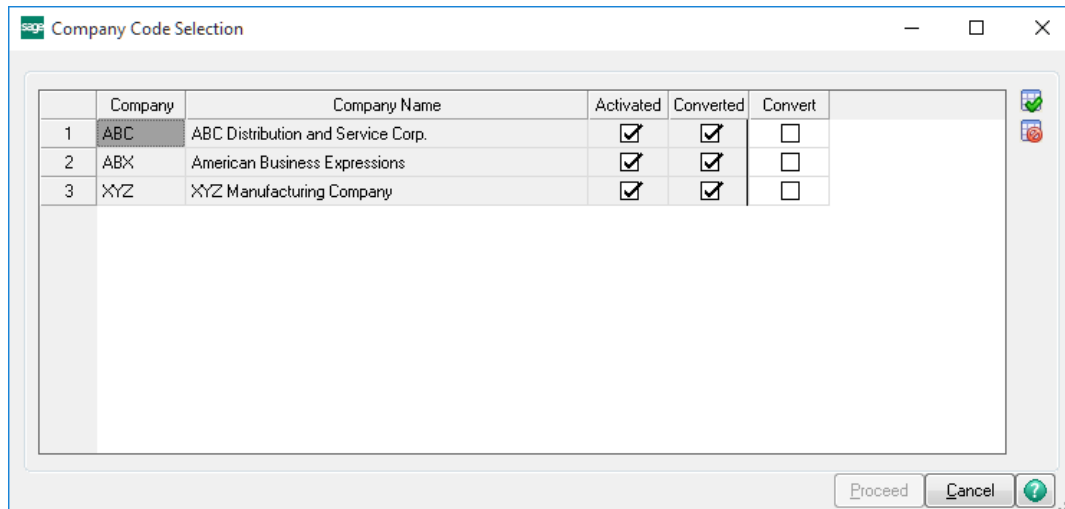 sage Company Code Selection
Company Company Name Activated Converted Convert
1 ABC ABC Distribution and Service Corp.
2 ABX American Business Expressions
3 XYZ XYZ Manufacturing Company
Proceed Cancel ?